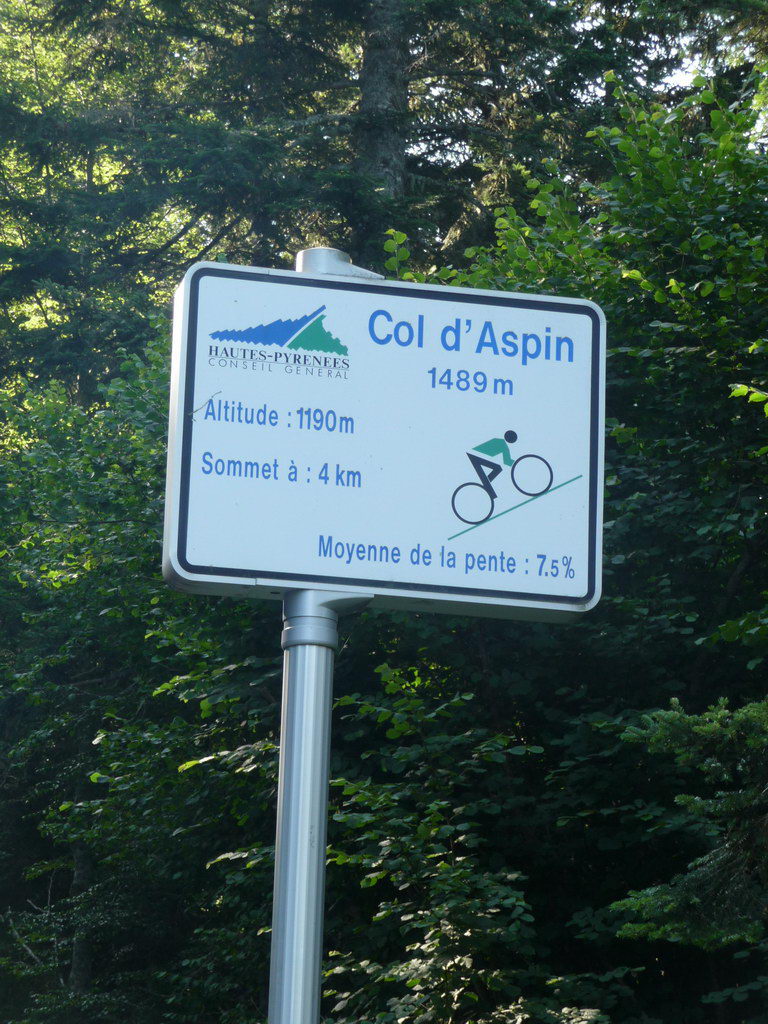 HAUTES-PYRENEES
CONSEIL GENERAL
Col d'Aspin
1489 m
Altitude : 1190m
Sommet à : 4 km
Moyenne de la pente : 7.5%